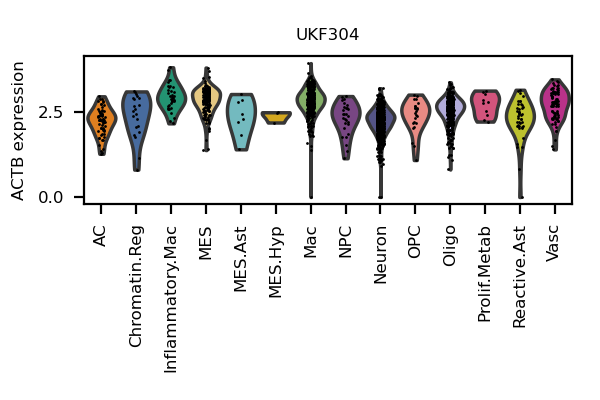 UKF304
ACTB expression
2.5
0.0
AC
Chromatin.Reg
Inflammatory.Mac
MES
MES.Ast
MES.Hyp
Mac
NPC
Neuron
OPC
Oligo
Prolif.Metab
Reactive.Ast
Vasc